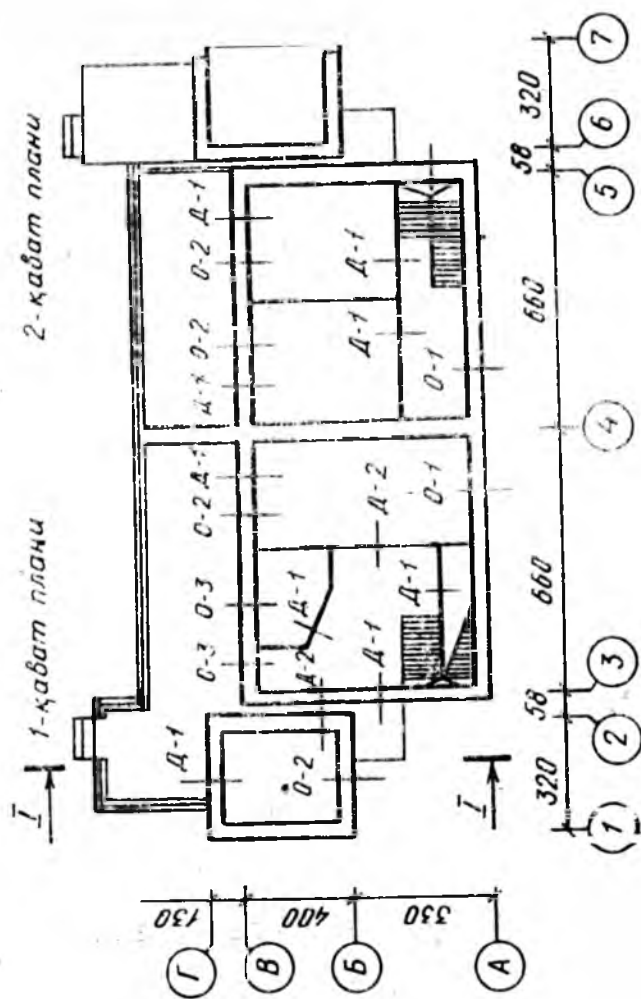 1-қават плани
2-қават плани
I
I
Д-1
О-3
О-3
О-2
Д-1
Д-1
О-2
О-2
Д-1
Д-2
Д-1
Д-1
Д-2
Д-1
Д-1
Д-1
О-2
О-1
О-1
Г
130
В
400
Б
330
А
320
58
660
660
58
320
1
2
3
4
5
6
7